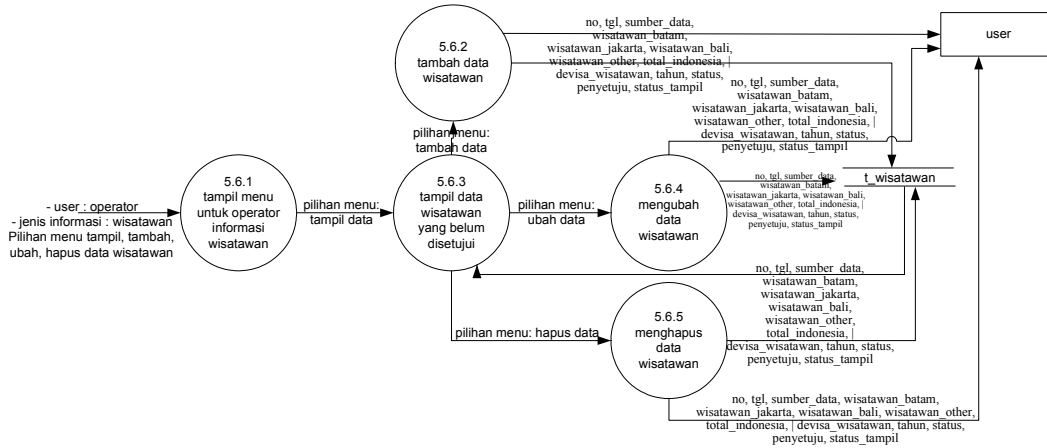 no, tgl, sumber_data,
wisatawan_batam,
wisatawan_jakarta, wisatawan_bali,
wisatawan_other, total_indonesia, |
devisa_wisatawan, tahun, status,
penyetuju, status_tampil
user
5.6.2
tambah data
wisatawan
no, tgl, sumber_data,
wisatawan_batam,
wisatawan_jakarta, wisatawan_bali,
wisatawan_other, total_indonesia, |
devisa_wisatawan, tahun, status,
penyetuju, status_tampil
pilihan menu:
tambah data
- user : operator
- jenis informasi : wisatawan
Pilihan menu tampil, tambah,
ubah, hapus data wisatawan
5.6.1
tampil menu
untuk operator
informasi
wisatawan
pilihan menu:
tampil data
5.6.3
tampil data
wisatawan
yang belum
disetujui
pilihan menu:
ubah data
5.6.4
mengubah
data
wisatawan
no, tgl, sumber_data,
wisatawan_batam,
wisatawan_jakarta, wisatawan_bali,
wisatawan_other, total_indonesia, |
devisa_wisatawan, tahun, status,
penyetuju, status_tampil
t_wisatawan
no, tgl, sumber_data,
wisatawan_batam,
wisatawan_jakarta,
wisatawan_bali,
wisatawan_other,
total_indonesia, |
devisa_wisatawan, tahun, status,
penyetuju, status_tampil
pilihan menu: hapus data
5.6.5
menghapus
data
wisatawan
no, tgl, sumber_data, wisatawan_batam,
wisatawan_jakarta, wisatawan_bali, wisatawan_other,
total_indonesia, | devisa_wisatawan, tahun, status,
penyetuju, status_tampil